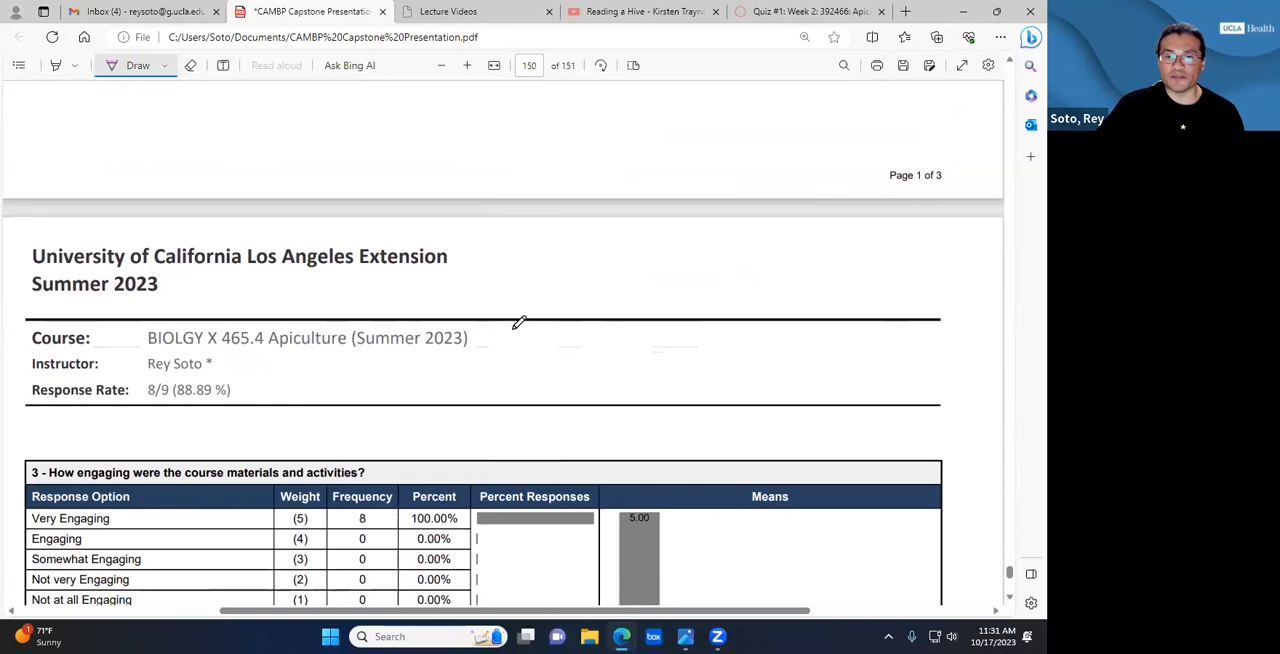 Inbox (4) - reysoto@g.ucla.edu
*CAMBP Capstone Presentatio
Lecture Videos
Reading a Hive - Kirsten Trayno
Quiz #1: Week 2: 392466: Apic
File
C:/Users/Soto/Documents/CAMBP%20Capstone%20Presentation.pdf
Draw
Read aloud
Ask Bing AI
150
of 151
UCLA Health
Soto, Rey
Page 1 of 3
University of California Los Angeles Extension
Summer 2023
Course: BIOLGY X 465.4 Apiculture (Summer 2023)
Instructor: Rey Soto *
Response Rate: 8/9 (88.89 %)
3 - How engaging were the course materials and activities?
Response Option Weight Frequency Percent Percent Responses Means
Very Engaging (5) 8 100.00% 5.00
Engaging (4) 0 0.00%
Somewhat Engaging (3) 0 0.00%
Not very Engaging (2) 0 0.00%
Not at all Engaging (1) 0 0.00%
1
71°F
Sunny
Search
box
11:31 AM
10/17/2023